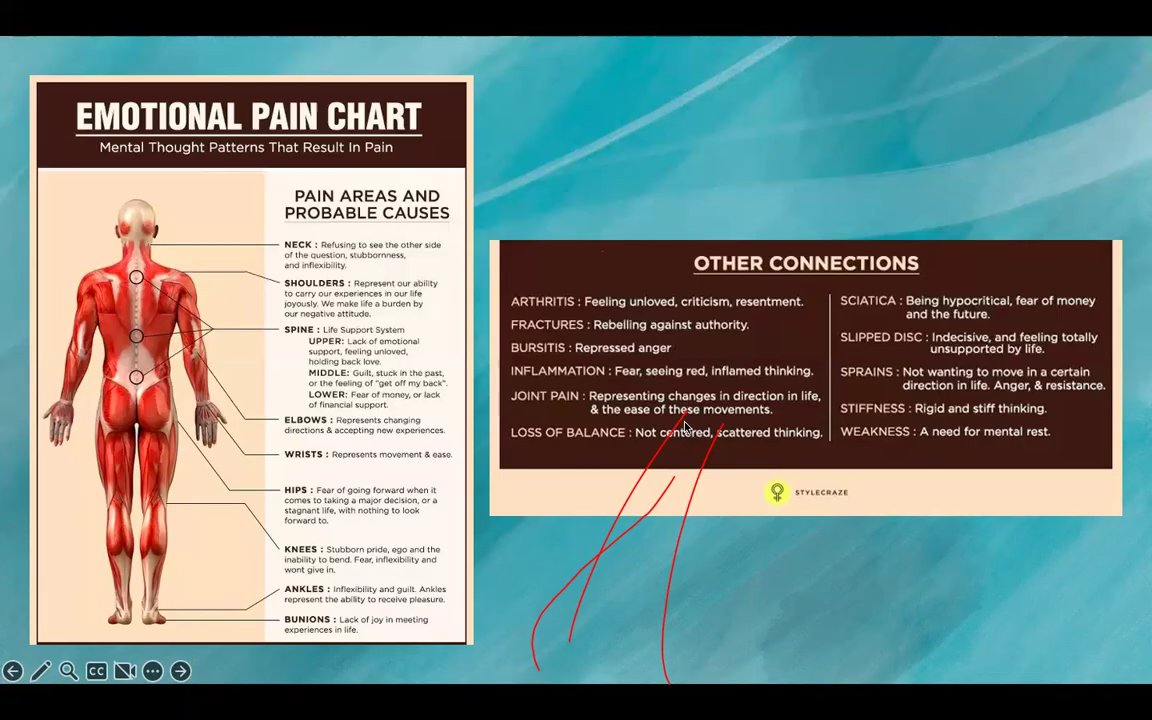 EMOTIONAL PAIN CHART
Mental Thought Patterns That Result In Pain
PAIN AREAS AND
PROBABLE CAUSES
NECK : Refusing to see the other side
of the question, stubbornness,
and inflexibility.
SHOULDERS : Represent our ability
to carry our experiences in our life
joyously. We make life a burden by
our negative attitude.
SPINE : Life Support System
UPPER: Lack of emotional
support, feeling unloved,
holding back love.
MIDDLE: Guilt, stuck in the past,
or the feeling of "get off my back".
LOWER: Fear of money, or lack
of financial support.
ELBOWS : Represents changing
directions & accepting new experiences.
WRISTS : Represents movement & ease.
HIPS : Fear of going forward when it
comes to taking a major decision, or a
stagnant life, with nothing to look
forward to.
KNEES : Stubborn pride, ego and the
inability to bend. Fear, inflexibility and
wont give in.
ANKLES : Inflexibility and guilt. Ankles
represent the ability to receive pleasure.
BUNIONS : Lack of joy in meeting
experiences in life.
OTHER CONNECTIONS
ARTHRITIS : Feeling unloved, criticism, resentment.
FRACTURES : Rebelling against authority.
BURSITIS : Repressed anger
INFLAMMATION : Fear, seeing red, inflamed thinking.
JOINT PAIN : Representing changes in direction in life,
& the ease of these movements.
LOSS OF BALANCE : Not centered, scattered thinking.
SCIATICA : Being hypocritical, fear of money
and the future.
SLIPPED DISC : Indecisive, and feeling totally
unsupported by life.
SPRAINS : Not wanting to move in a certain
direction in life. Anger, & resistance.
STIFFNESS : Rigid and stiff thinking.
WEAKNESS : A need for mental rest.
STYLECRAZE
CC